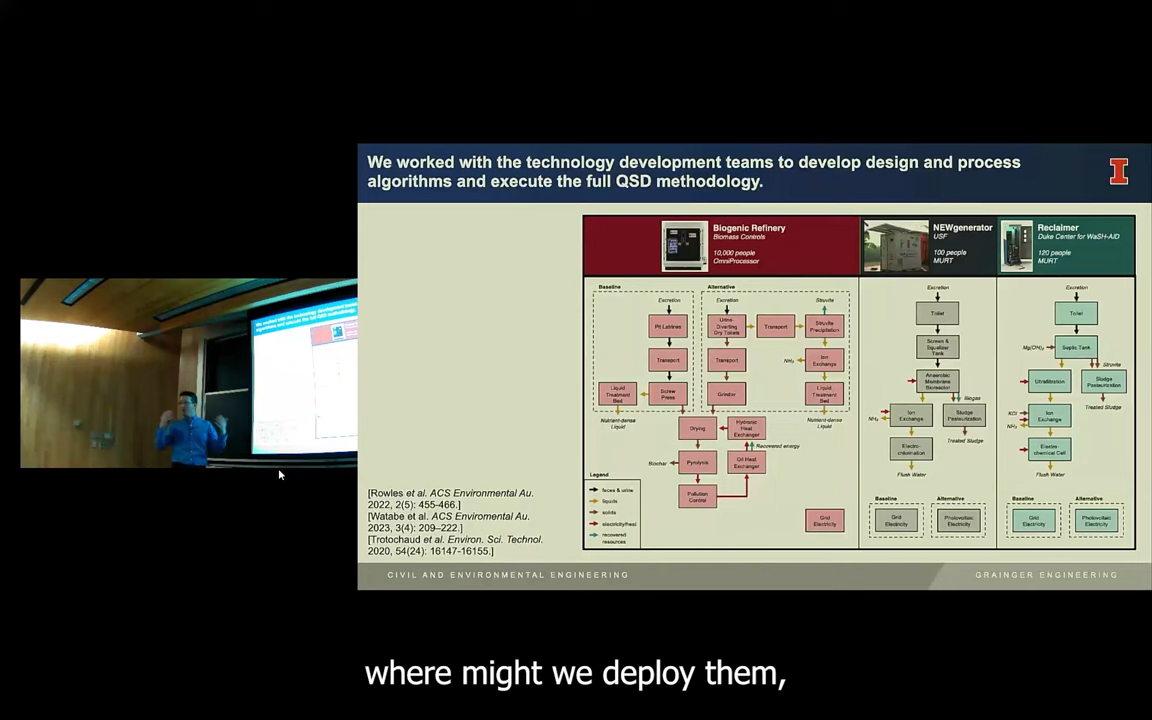 We worked with the technology development teams to develop design and process
algorithms and execute the full QSD methodology.
I
Biogenic Refinery
Biomass Controls
10,000 people
OmniProcessor
NEWgenerator
USF
100 people
MURT
Reclaimer
Duke Center for WaSH-AID
120 people
MURT
Baseline
Excretion
Pit Latrines
Transport
Liquid
Treatment
Bed
Screw
Press
Nutrient-dense
Liquid
Alternative
Excretion
Struvite
Urine-
Diverting
Dry Toilets
Transport
Struvite
Precipitation
Transport
NH₃
Ion
Exchange
Grinder
Liquid
Treatment
Bed
Nutrient-dense
Liquid
Drying
Hydronic
Heat
Exchanger
Recovered energy
Biochar
Pyrolysis
Oil Heat
Exchanger
Pollution
Control
Grid
Electricity
Legend
feces & urine
liquids
solids
electricity/heat
recovered
resources
Excretion
Toilet
Screen &
Equalizer
Tank
Anaerobic
Membrane
Bioreactor
Biogas
NH₃
Ion
Exchange
Sludge
Pasteurization
Treated Sludge
Electro-
chlorination
Flush Water
Baseline
Grid
Electricity
Alternative
Photovoltaic
Electricity
Excretion
Toilet
Mg(OH)₂
Septic Tank
Struvite
Ultrafiltration
Sludge
Pasteurization
Treated Sludge
KCl
NH₃
Ion
Exchange
Electro-
chemical Cell
Flush Water
Baseline
Grid
Electricity
Alternative
Photovoltaic
Electricity
[Rowles et al. ACS Environmental Au.
2022, 2(5): 455-466.]
[Watabe et al. ACS Enviromental Au.
2023, 3(4): 209–222.]
[Trotochaud et al. Environ. Sci. Technol.
2020, 54(24): 16147-16155.]
CIVIL AND ENVIRONMENTAL ENGINEERING
GRAINGER ENGINEERING
where might we deploy them,